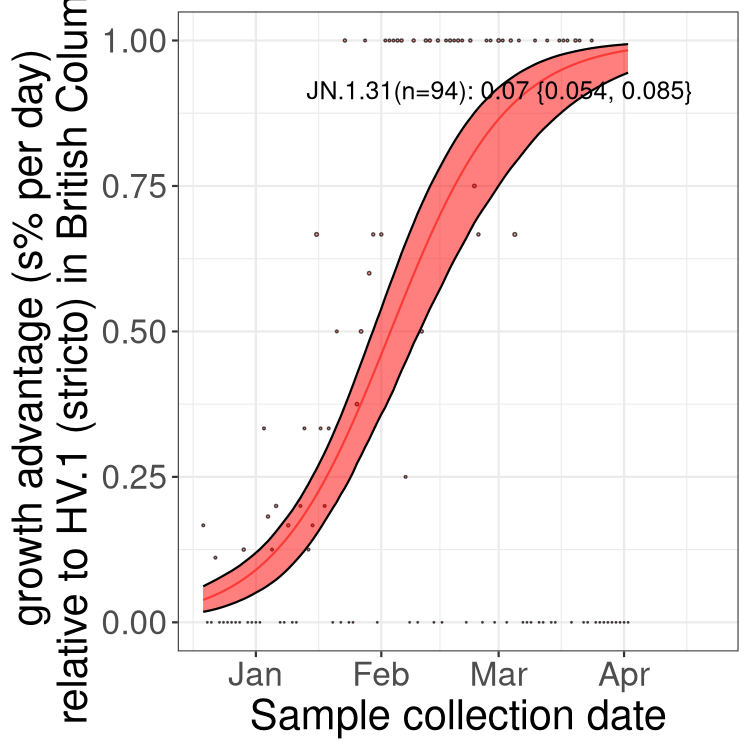 growth advantage (s% per day)
relative to HV.1 (stricto) in British Colum
1.00
0.75
0.50
0.25
0.00
JN.1.31(n=94): 0.07 {0.054, 0.085}
Jan Feb Mar Apr
Sample collection date